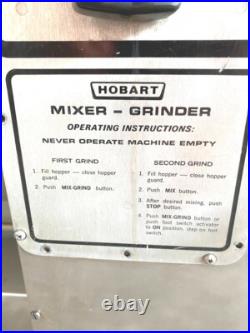 HOBART
MIXER - GRINDER
OPERATING INSTRUCTIONS:
NEVER OPERATE MACHINE EMPTY
FIRST GRIND
1. Fill hopper — close hopper
guard.
2. Push MIX-GRIND button.
SECOND GRIND
1. Fill hopper — close hopper
guard.
2. Push MIX button.
3. After desired mixing, push
STOP button.
4. Push MIX-GRIND button or
push foot switch activator
to ON position, step on foot
switch.